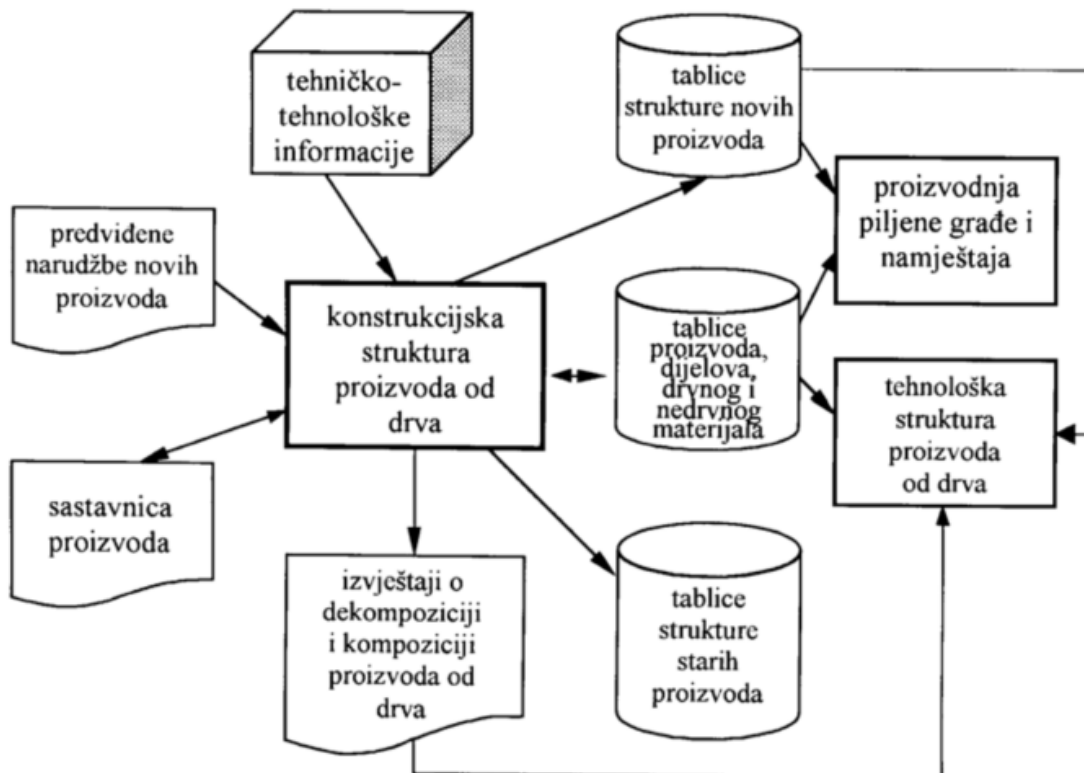 tehničko-
tehnološke
informacije
tablice
strukture novih
proizvoda
proizvodnja
piljene građe i
namještaja
predviđene
narudžbe novih
proizvoda
konstrukcijska
struktura
proizvoda od
drva
tablice
proizvoda,
dijelova,
drvnog i
nedrvnog
materijala
tehnološka
struktura
proizvoda
od drva
sastavnica
proizvoda
izvještaji o
dekompoziciji
i kompoziciji
proizvoda od
drva
tablice
strukture
starih
proizvoda